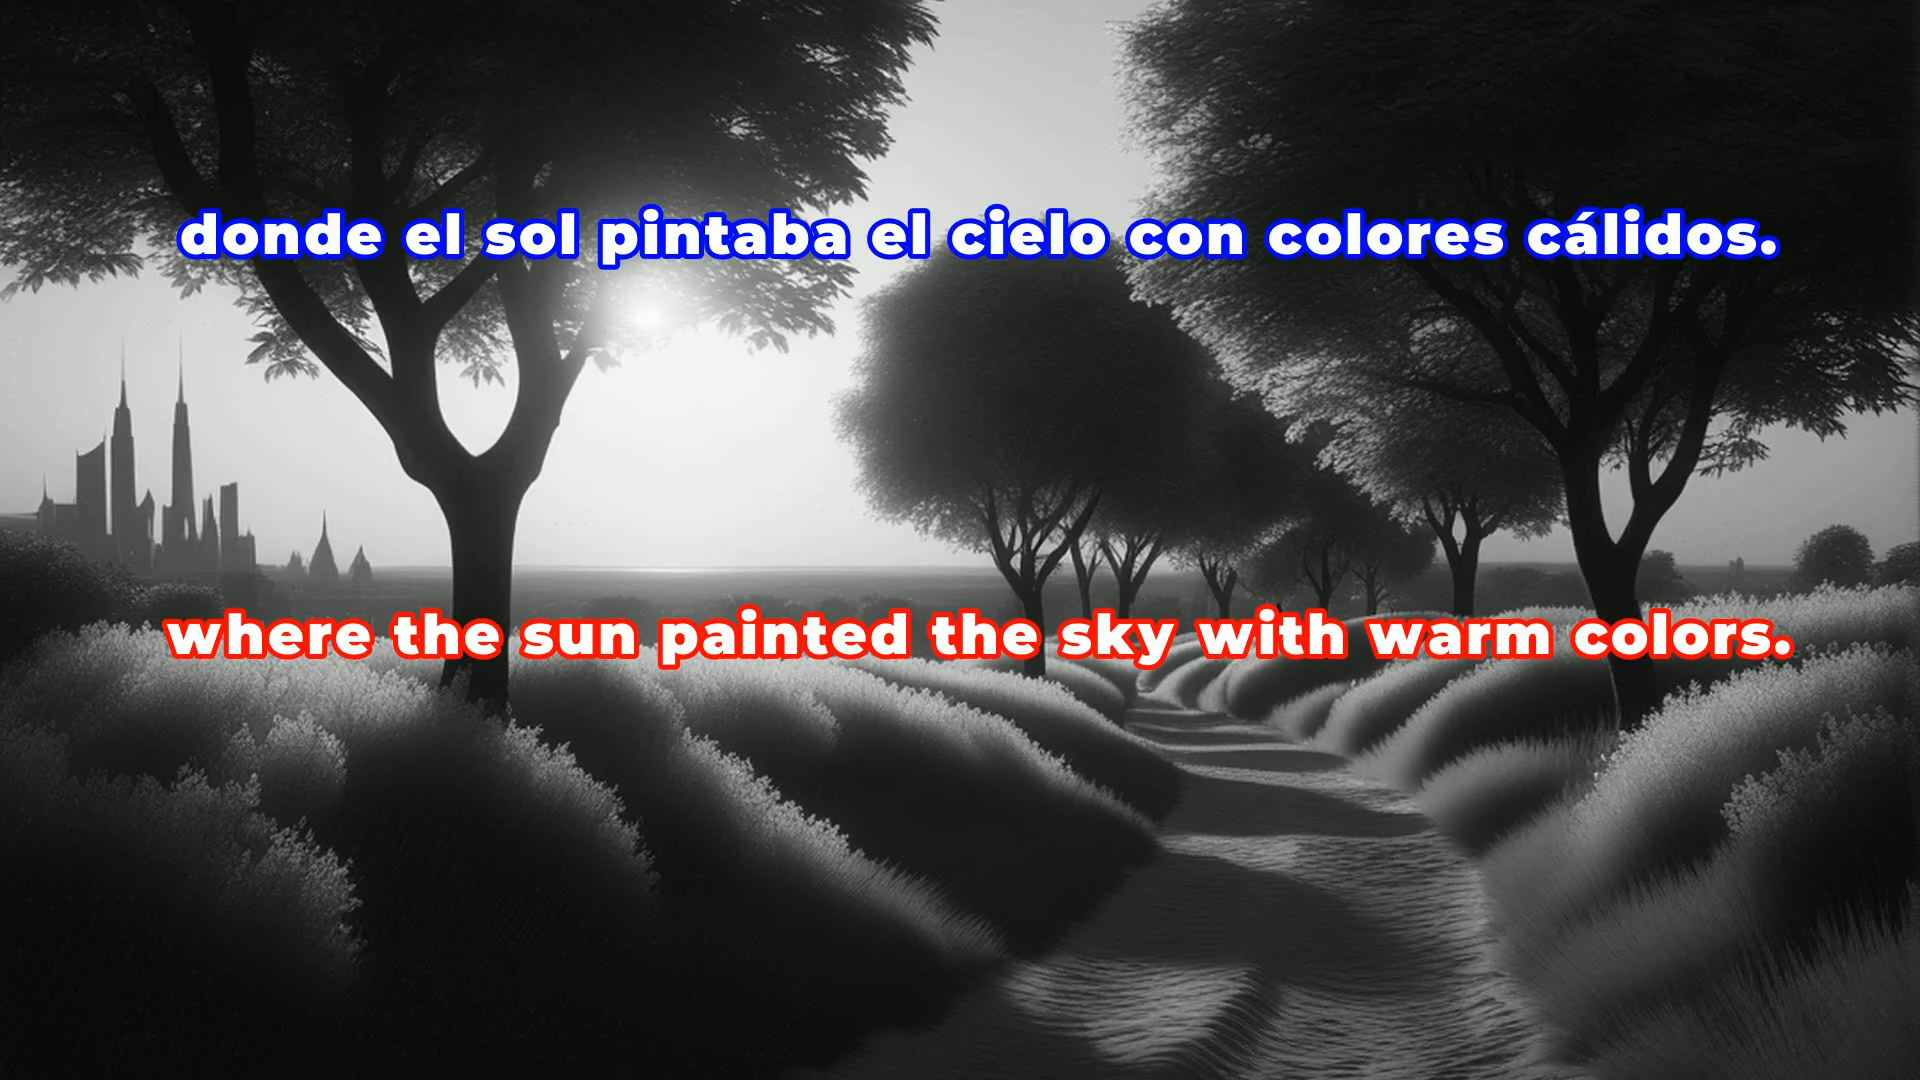 donde el sol pintaba el cielo con colores cálidos.
where the sun painted the sky with warm colors.